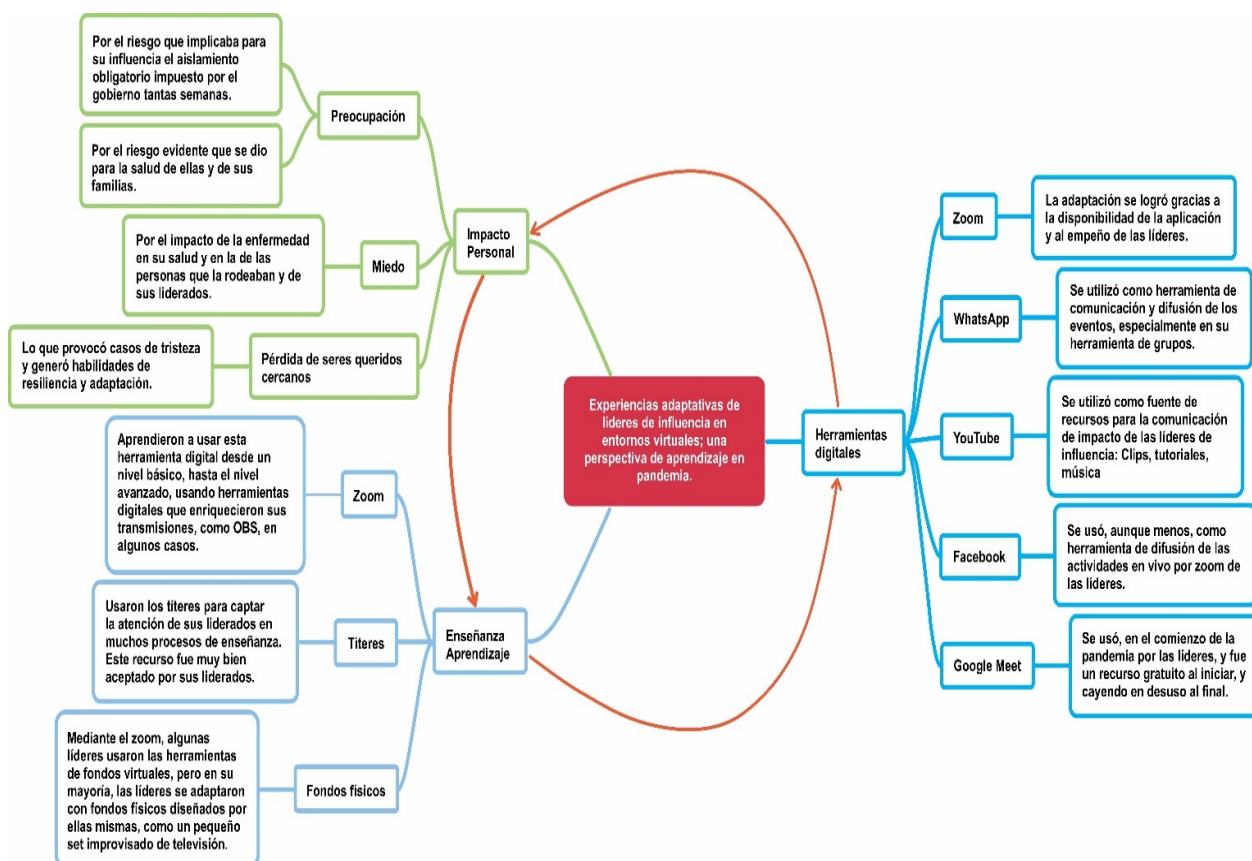 Experiencias adaptativas de
líderes de influencia en
entornos virtuales; una
perspectiva de aprendizaje en
pandemia.
Impacto
Personal
Preocupación
Por el riesgo que implicaba para
su influencia el aislamiento
obligatorio impuesto por el
gobierno tantas semanas.
Por el riesgo evidente que se dio
para la salud de ellas y de sus
familias.
Miedo
Por el impacto de la enfermedad
en su salud y en la de las
personas que la rodeaban y de
sus liderados.
Pérdida de seres queridos
cercanos
Lo que provocó casos de tristeza
y generó habilidades de
resiliencia y adaptación.
Enseñanza
Aprendizaje
Zoom
Aprendieron a usar esta
herramienta digital desde un
nivel básico, hasta el nivel
avanzado, usando herramientas
digitales que enriquecieron sus
transmisiones, como OBS, en
algunos casos.
Títeres
Usaron los títeres para captar
la atención de sus liderados en
muchos procesos de enseñanza.
Este recurso fue muy bien
aceptado por sus liderados.
Fondos físicos
Mediante el zoom, algunas
líderes usaron las herramientas
de fondos virtuales, pero en su
mayoría, las líderes se adaptaron
con fondos físicos diseñados por
ellas mismas, como un pequeño
set improvisado de televisión.
Herramientas
digitales
Zoom
La adaptación se logró gracias a
la disponibilidad de la aplicación
y al empeño de las líderes.
WhatsApp
Se utilizó como herramienta de
comunicación y difusión de los
eventos, especialmente en su
herramienta de grupos.
YouTube
Se utilizó como fuente de
recursos para la comunicación
de impacto de las líderes de
influencia: Clips, tutoriales,
música
Facebook
Se usó, aunque menos, como
herramienta de difusión de las
actividades en vivo por zoom de
las líderes.
Google Meet
Se usó, en el comienzo de la
pandemia por las líderes, y fue
un recurso gratuito al iniciar, y
cayendo en desuso al final.